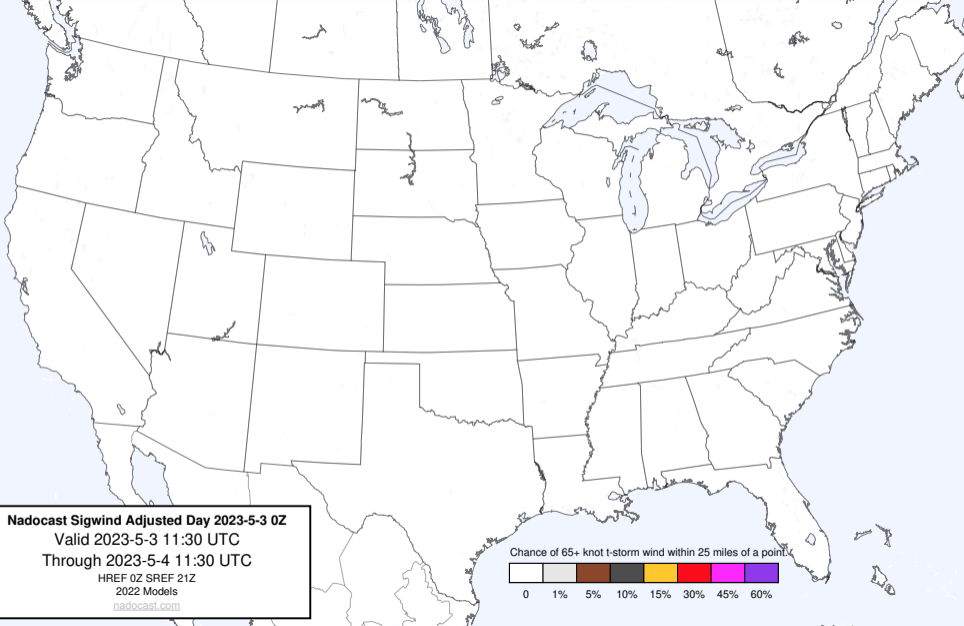 Nadocast Sigwind Adjusted Day 2023-5-3 0Z
Valid 2023-5-3 11:30 UTC
Through 2023-5-4 11:30 UTC
HREF 0Z SREF 21Z
2022 Models
nadocast.com
Chance of 65+ knot t-storm wind within 25 miles of a point.
0 1% 5% 10% 15% 30% 45% 60%